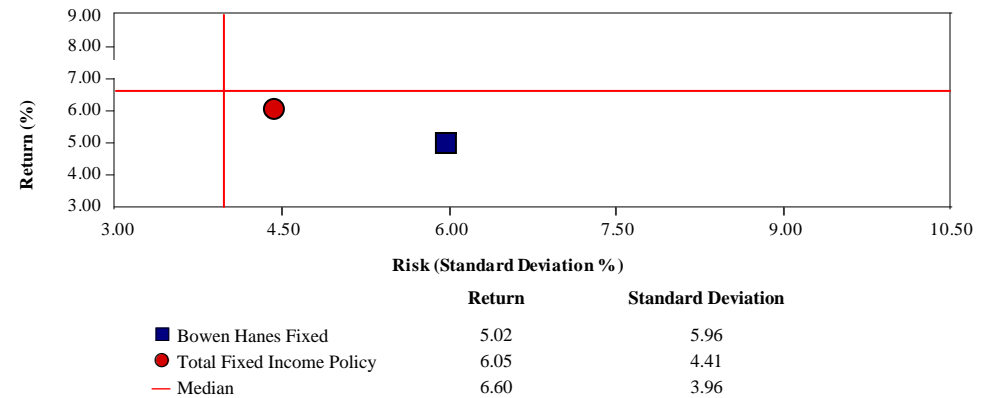 9.00
8.00
7.00
6.00
5.00
4.00
3.00
Return (%)
3.00 4.50 6.00 7.50 9.00 10.50
Risk (Standard Deviation %)
Return Standard Deviation
Bowen Hanes Fixed 5.02 5.96
Total Fixed Income Policy 6.05 4.41
Median 6.60 3.96